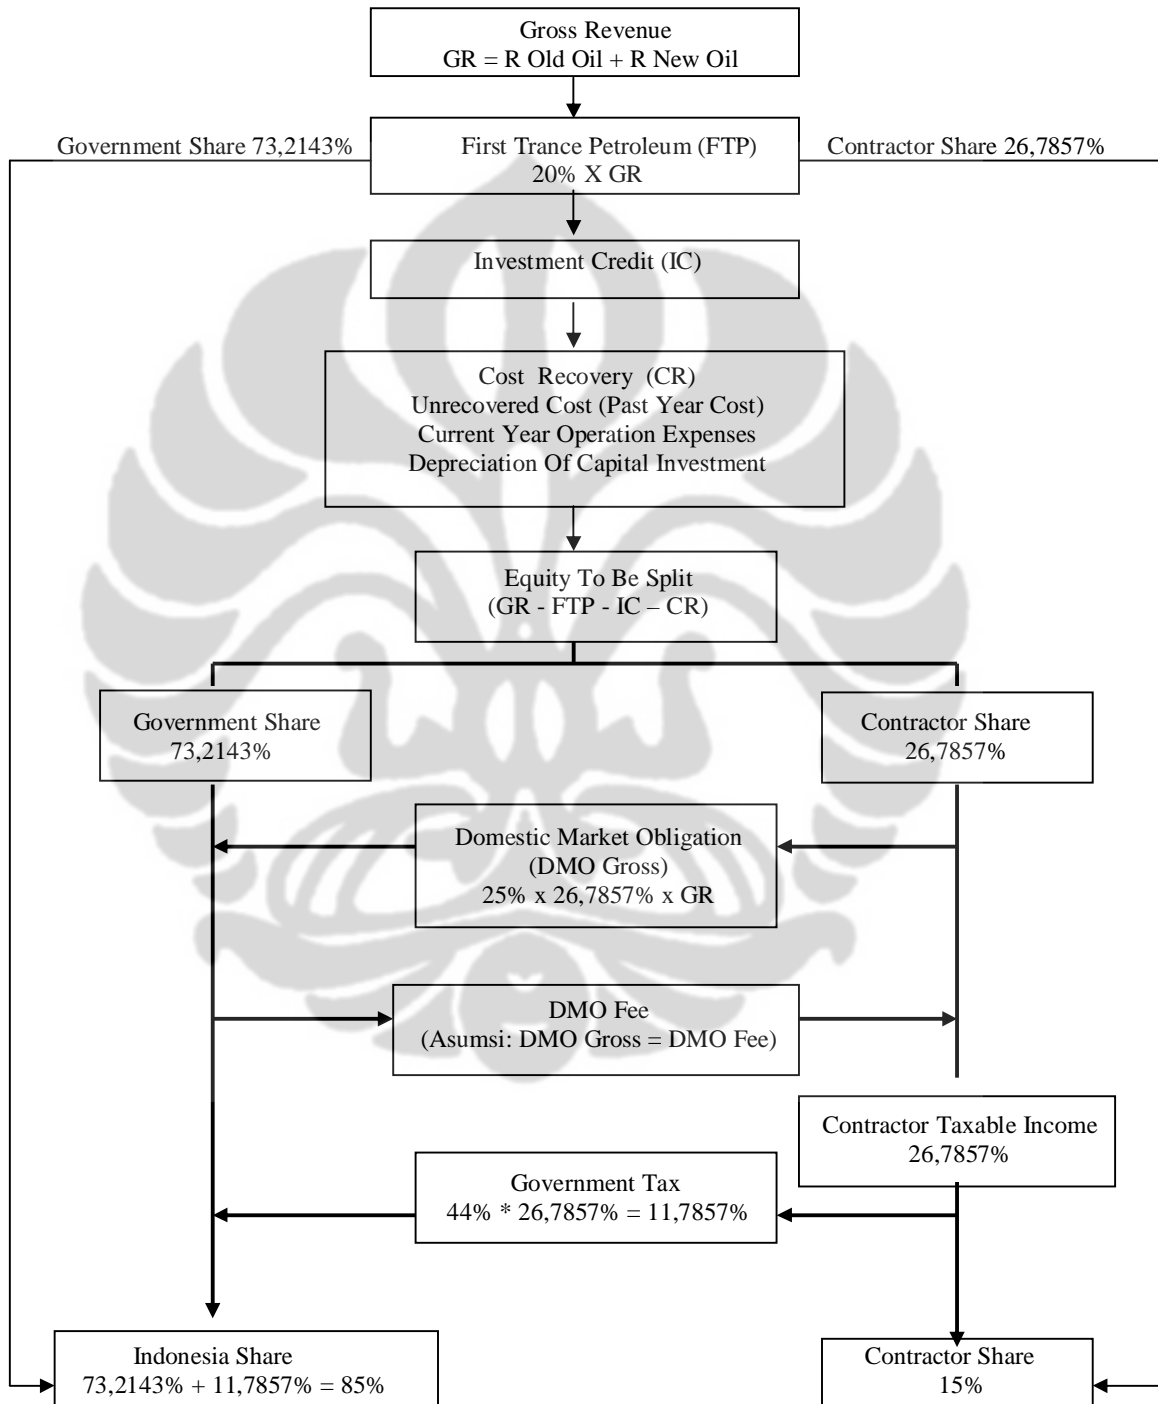 Gross Revenue
GR = R Old Oil + R New Oil
Government Share 73,2143%
First Trance Petroleum (FTP)
20% X GR
Contractor Share 26,7857%
Investment Credit (IC)
Cost Recovery (CR)
Unrecovered Cost (Past Year Cost)
Current Year Operation Expenses
Depreciation Of Capital Investment
Equity To Be Split
(GR - FTP - IC – CR)
Government Share
73,2143%
Contractor Share
26,7857%
Domestic Market Obligation
(DMO Gross)
25% x 26,7857% x GR
DMO Fee
(Asumsi: DMO Gross = DMO Fee)
Contractor Taxable Income
26,7857%
Government Tax
44% * 26,7857% = 11,7857%
Indonesia Share
73,2143% + 11,7857% = 85%
Contractor Share
15%